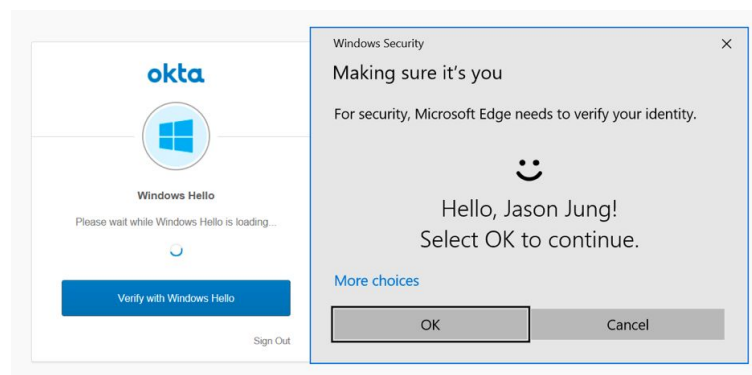 okta
Windows Hello
Please wait while Windows Hello is loading...
Verify with Windows Hello
Sign Out
Windows Security
Making sure it's you
For security, Microsoft Edge needs to verify your identity.
Hello, Jason Jung!
Select OK to continue.
More choices
OK
Cancel